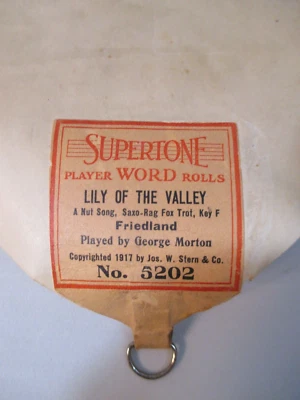 SUPERTONE
PLAYER WORD ROLLS
LILY OF THE VALLEY
A Nut Song, Saxo-Rag Fox Trot, Key F
Friedland
Played by George Morton
Copyrighted 1917 by Jos. W. Stern & Co.
No. 5202